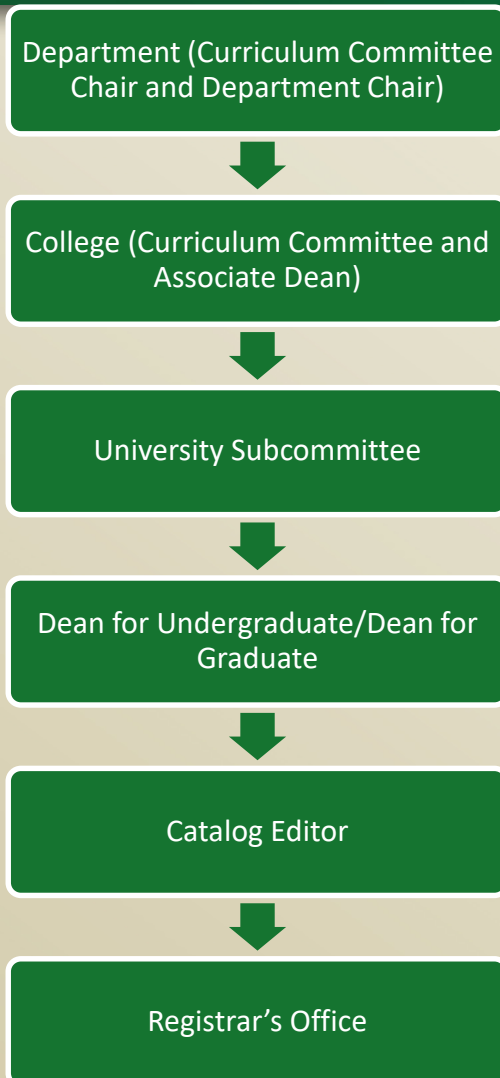 Department (Curriculum Committee
Chair and Department Chair)
College (Curriculum Committee and
Associate Dean)
University Subcommittee
Dean for Undergraduate/Dean for
Graduate
Catalog Editor
Registrar’s Office